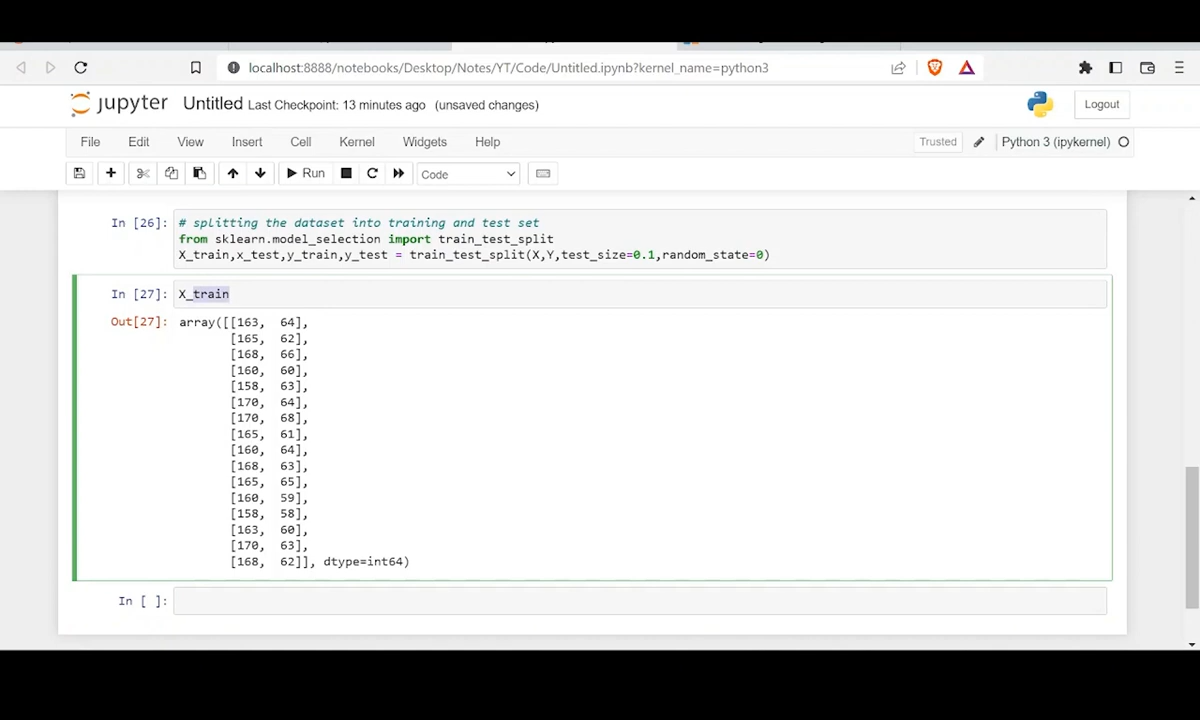 localhost:8888/notebooks/Desktop/Notes/YT/Code/Untitled.ipynb?kernel_name=python3
jupyter Untitled Last Checkpoint: 13 minutes ago (unsaved changes) Logout
File Edit View Insert Cell Kernel Widgets Help Trusted Python 3 (ipykernel)
Run Code
In [26]: # splitting the dataset into training and test set
from sklearn.model_selection import train_test_split
X_train,x_test,y_train,y_test = train_test_split(X,Y,test_size=0.1,random_state=0)
In [27]: X_train
Out[27]: array([[163, 64],
[165, 62],
[168, 66],
[160, 60],
[158, 63],
[170, 64],
[170, 68],
[165, 61],
[160, 64],
[168, 63],
[165, 65],
[160, 59],
[158, 58],
[163, 60],
[170, 63],
[168, 62]], dtype=int64)
In [ ]: